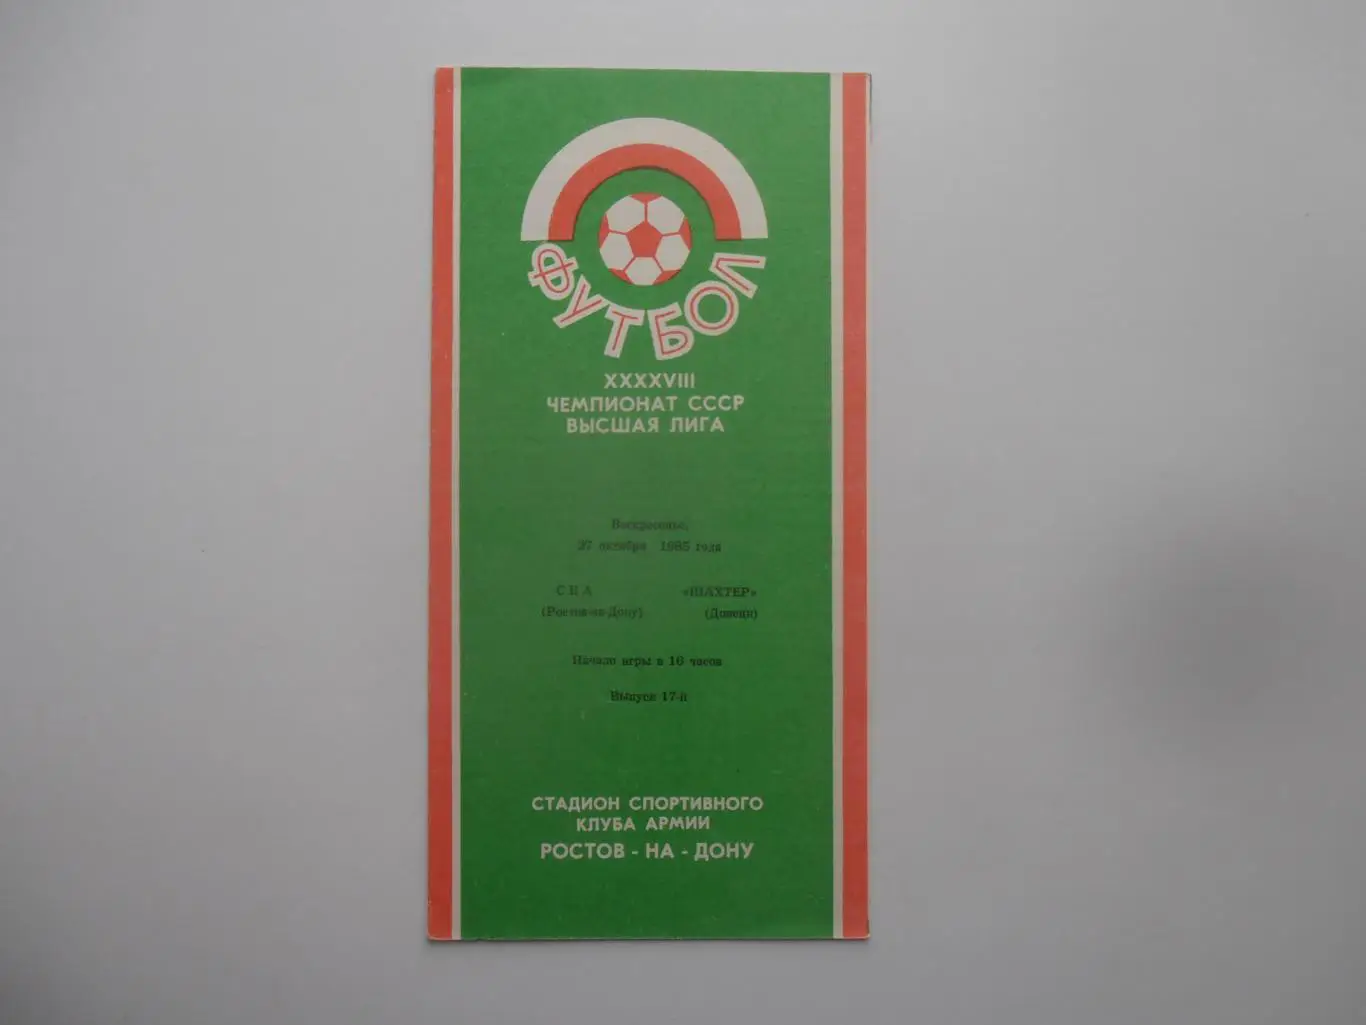 ФУТБОЛ
XXXXVIII
ЧЕМПИОНАТ СССР
ВЫСШАЯ ЛИГА
Воскресенье,
27 октября 1985 года
СКА «ШАХТЕР»
(Ростов-на-Дону) (Донецк)
Начало игры в 16 часов
Выпуск 17-й
СТАДИОН СПОРТИВНОГО
КЛУБА АРМИИ
РОСТОВ - НА - ДОНУ